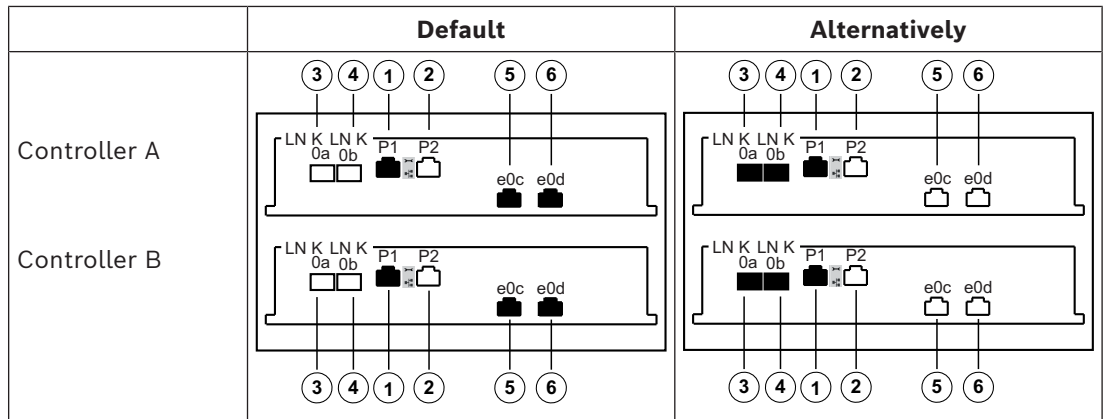 Default Alternatively
3 4 1 2 5 6 3 4 1 2 5 6
Controller A
LN K LN K LN K LN K
0a 0b P1 P2 0a 0b P1 P2
e0c e0d e0c e0d
Controller B
LN K LN K LN K LN K
0a 0b P1 P2 0a 0b P1 P2
e0c e0d e0c e0d
3 4 1 2 5 6 3 4 1 2 5 6